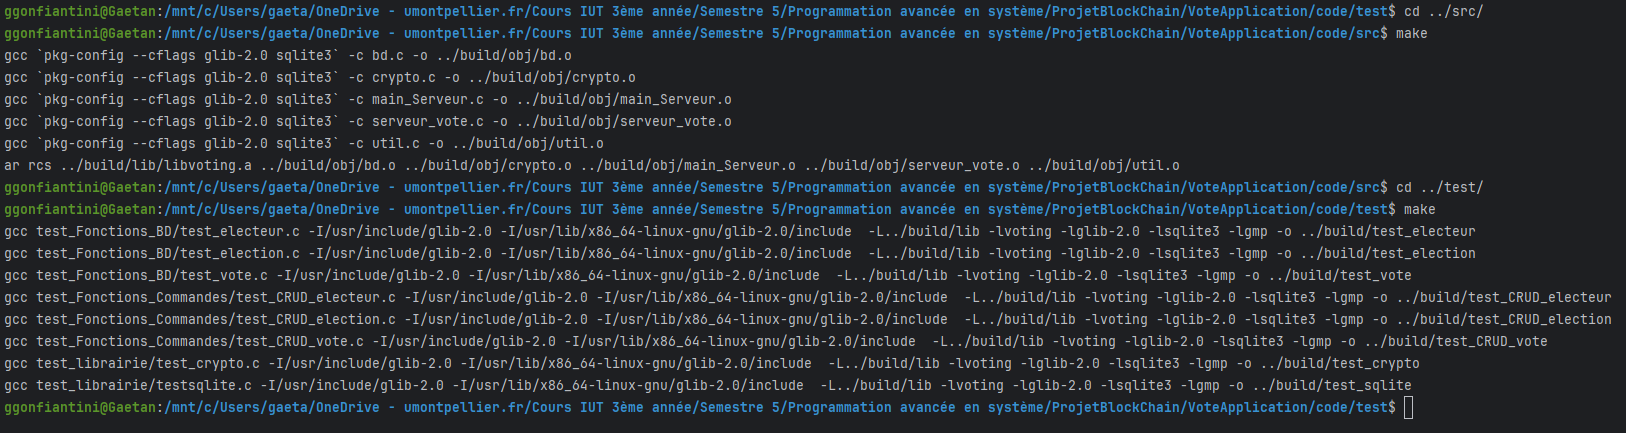 ggonfiantini@Gaetan:/mnt/c/Users/gaeta/OneDrive - umontpellier.fr/Cours IUT 3ème année/Semestre 5/Programmation avancée en système/ProjetBlockChain/VoteApplication/code/test$ cd ../src/
ggonfiantini@Gaetan:/mnt/c/Users/gaeta/OneDrive - umontpellier.fr/Cours IUT 3ème année/Semestre 5/Programmation avancée en système/ProjetBlockChain/VoteApplication/code/src$ make
gcc `pkg-config --cflags glib-2.0 sqlite3` -c bd.c -o ../build/obj/bd.o
gcc `pkg-config --cflags glib-2.0 sqlite3` -c crypto.c -o ../build/obj/crypto.o
gcc `pkg-config --cflags glib-2.0 sqlite3` -c main_Serveur.c -o ../build/obj/main_Serveur.o
gcc `pkg-config --cflags glib-2.0 sqlite3` -c serveur_vote.c -o ../build/obj/serveur_vote.o
gcc `pkg-config --cflags glib-2.0 sqlite3` -c util.c -o ../build/obj/util.o
ar rcs ../build/lib/libvoting.a ../build/obj/bd.o ../build/obj/crypto.o ../build/obj/main_Serveur.o ../build/obj/serveur_vote.o ../build/obj/util.o
ggonfiantini@Gaetan:/mnt/c/Users/gaeta/OneDrive - umontpellier.fr/Cours IUT 3ème année/Semestre 5/Programmation avancée en système/ProjetBlockChain/VoteApplication/code/src$ cd ../test/
ggonfiantini@Gaetan:/mnt/c/Users/gaeta/OneDrive - umontpellier.fr/Cours IUT 3ème année/Semestre 5/Programmation avancée en système/ProjetBlockChain/VoteApplication/code/test$ make
gcc test_Fonctions_BD/test_electeur.c -I/usr/include/glib-2.0 -I/usr/lib/x86_64-linux-gnu/glib-2.0/include  -L../build/lib -lvoting -lglib-2.0 -lsqlite3 -lgmp -o ../build/test_electeur
gcc test_Fonctions_BD/test_election.c -I/usr/include/glib-2.0 -I/usr/lib/x86_64-linux-gnu/glib-2.0/include  -L../build/lib -lvoting -lglib-2.0 -lsqlite3 -lgmp -o ../build/test_election
gcc test_Fonctions_BD/test_vote.c -I/usr/include/glib-2.0 -I/usr/lib/x86_64-linux-gnu/glib-2.0/include  -L../build/lib -lvoting -lglib-2.0 -lsqlite3 -lgmp -o ../build/test_vote
gcc test_Fonctions_Commandes/test_CRUD_electeur.c -I/usr/include/glib-2.0 -I/usr/lib/x86_64-linux-gnu/glib-2.0/include  -L../build/lib -lvoting -lglib-2.0 -lsqlite3 -lgmp -o ../build/test_CRUD_electeur
gcc test_Fonctions_Commandes/test_CRUD_election.c -I/usr/include/glib-2.0 -I/usr/lib/x86_64-linux-gnu/glib-2.0/include  -L../build/lib -lvoting -lglib-2.0 -lsqlite3 -lgmp -o ../build/test_CRUD_election
gcc test_Fonctions_Commandes/test_CRUD_vote.c -I/usr/include/glib-2.0 -I/usr/lib/x86_64-linux-gnu/glib-2.0/include  -L../build/lib -lvoting -lglib-2.0 -lsqlite3 -lgmp -o ../build/test_CRUD_vote
gcc test_librairie/test_crypto.c -I/usr/include/glib-2.0 -I/usr/lib/x86_64-linux-gnu/glib-2.0/include  -L../build/lib -lvoting -lglib-2.0 -lsqlite3 -lgmp -o ../build/test_crypto
gcc test_librairie/testsqlite.c -I/usr/include/glib-2.0 -I/usr/lib/x86_64-linux-gnu/glib-2.0/include  -L../build/lib -lvoting -lglib-2.0 -lsqlite3 -lgmp -o ../build/test_sqlite
ggonfiantini@Gaetan:/mnt/c/Users/gaeta/OneDrive - umontpellier.fr/Cours IUT 3ème année/Semestre 5/Programmation avancée en système/ProjetBlockChain/VoteApplication/code/test$